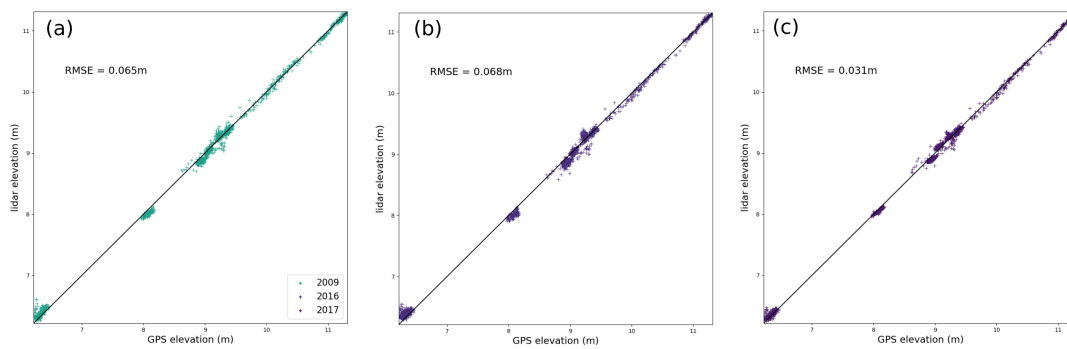 (a)
RMSE = 0.065m
lidar elevation (m)
11
10
9
8
7
2009
2016
2017
7 8 9 10 11
GPS elevation (m)
(b)
RMSE = 0.068m
lidar elevation (m)
11
10
9
8
7
7 8 9 10 11
GPS elevation (m)
(c)
RMSE = 0.031m
lidar elevation (m)
11
10
9
8
7
7 8 9 10 11
GPS elevation (m)